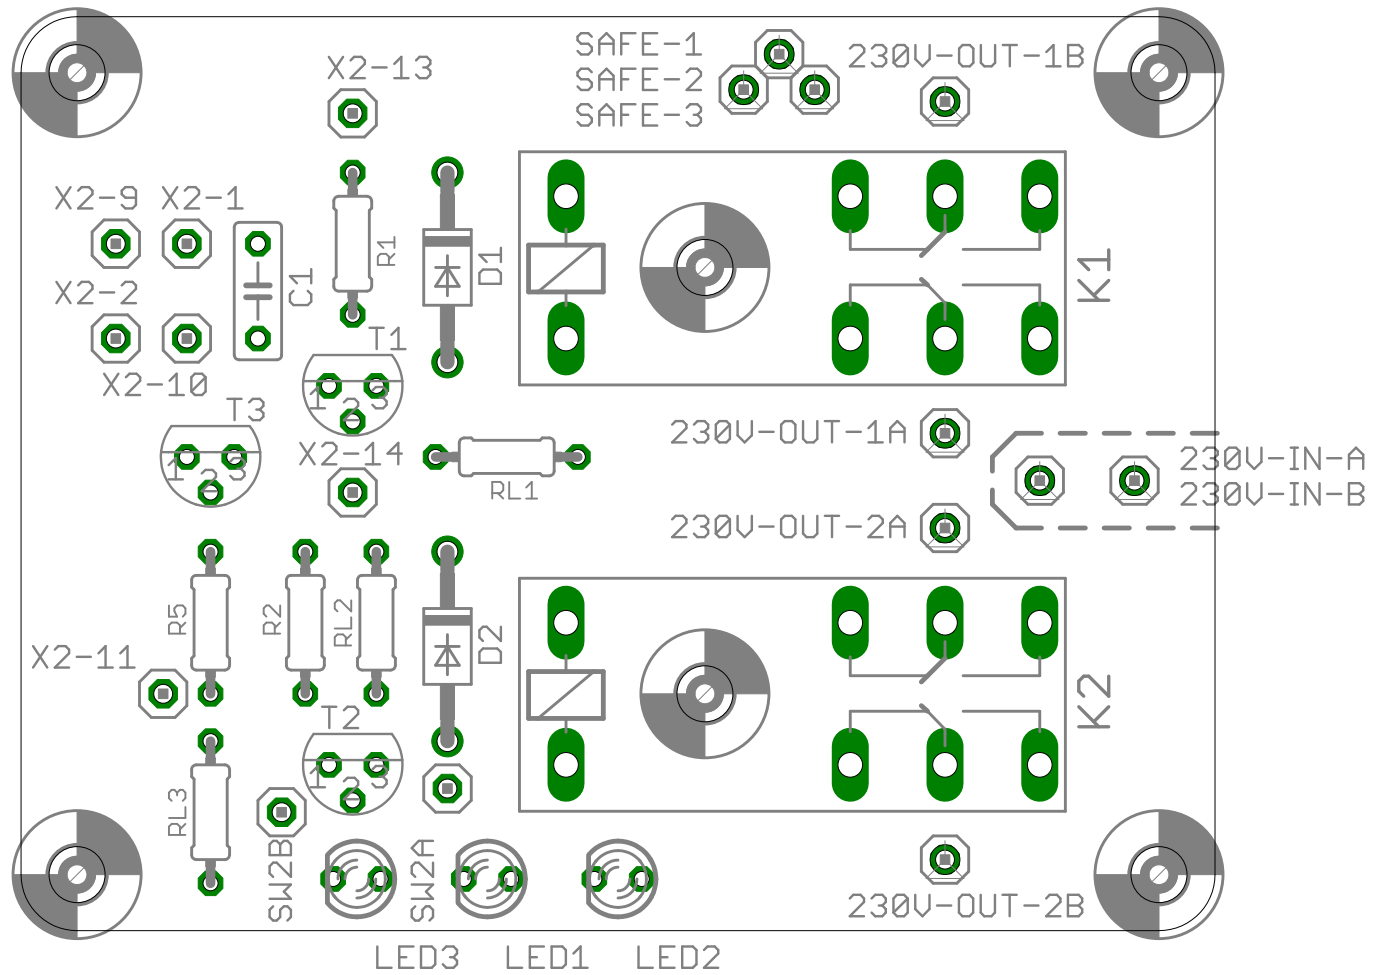 SAFE-1
230V-OUT-1B
X2-13
SAFE-2
SAFE-3
X2-9 X2-1
R1
D1
K1
C1
X2-2
T1
X2-10
1 2 3
T3
230V-OUT-1A
X2-14
1 2 3
230V-IN-A
RL1
230V-IN-B
230V-OUT-2A
R5
R2
RL2
D2
X2-11
K2
T2
1 2 3
RL3
SW2B
SW2A
230V-OUT-2B
LED3 LED1 LED2